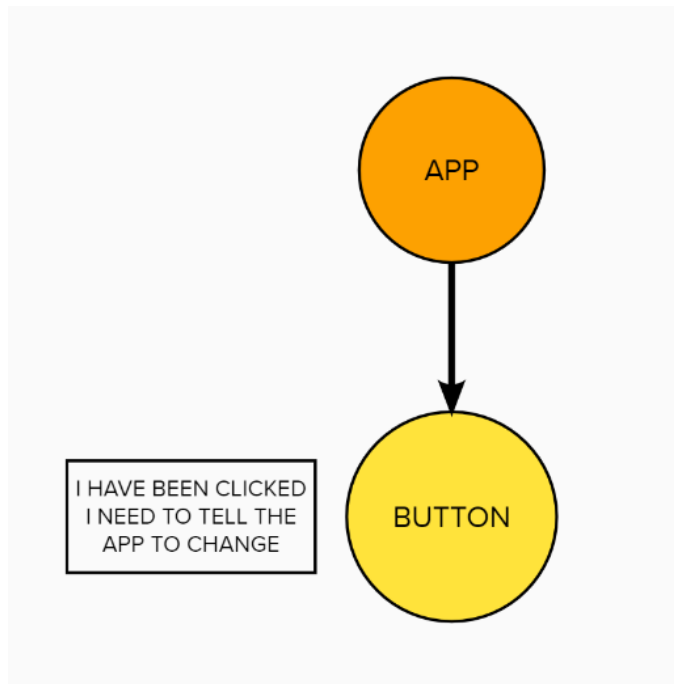 APP
I HAVE BEEN CLICKED
I NEED TO TELL THE
APP TO CHANGE
BUTTON